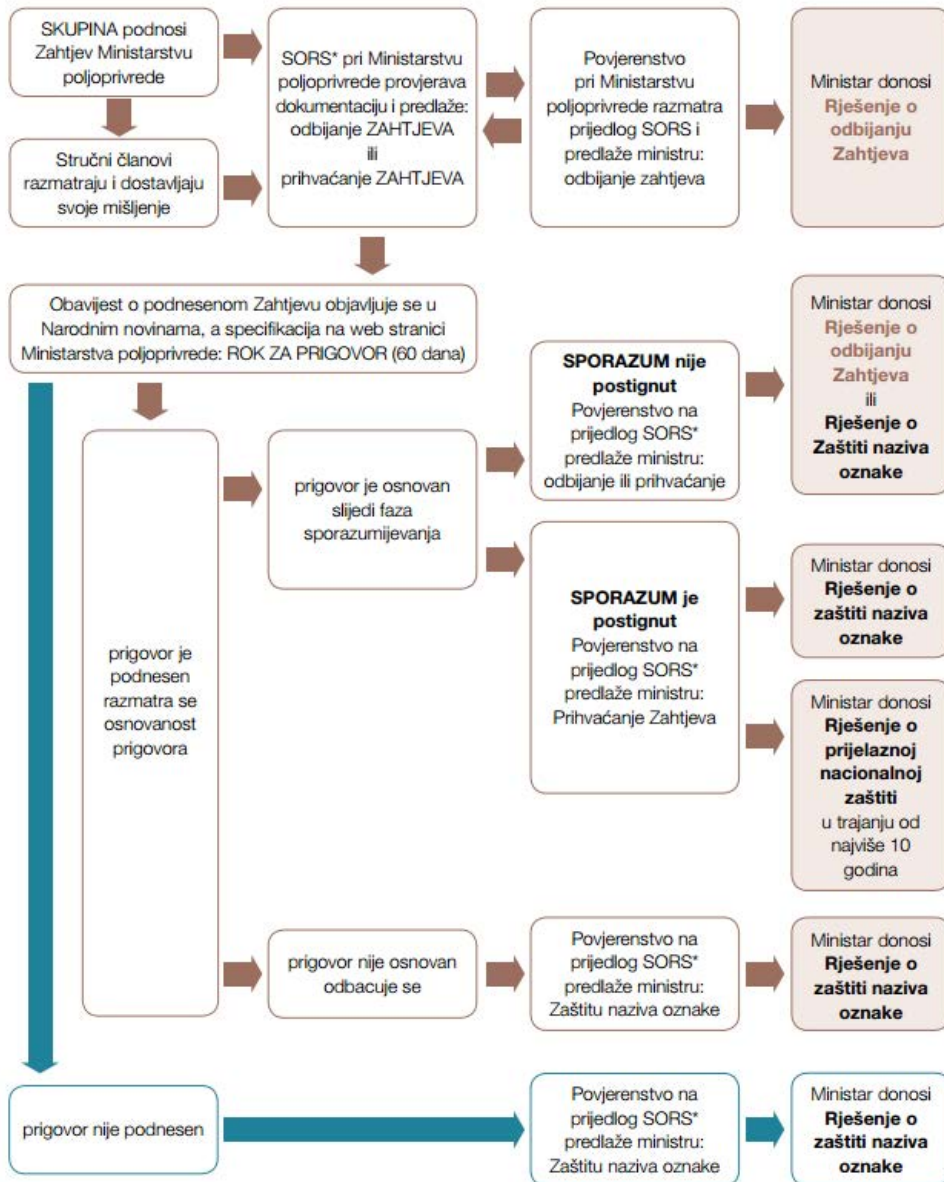 SKUPINA podnosi
Zahtjev Ministarstvu
poljoprivrede
Stručni članovi
razmatraju i dostavljaju
svoje mišljenje
SORS* pri Ministarstvu
poljoprivrede provjerava
dokumentaciju i predlaže:
odbijanje ZAHTJEVA
ili
prihvaćanje ZAHTJEVA
Povjerenstvo
pri Ministarstvu
poljoprivrede razmatra
prijedlog SORS i
predlaže ministru:
odbijanje zahtjeva
Ministar donosi
Rješenje o
odbijanju
Zahtjeva
Obavijest o podnesenom Zahtjevu objavljuje se u
Narodnim novinama, a specifikacija na web stranici
Ministarstva poljoprivrede: ROK ZA PRIGOVOR (60 dana)
prigovor je
podnesen
razmatra se
osnovanost
prigovora
prigovor je osnovan
slijedi faza
sporazumijevanja
SPORAZUM nije
postignut
Povjerenstvo na
prijedlog SORS*
predlaže ministru:
odbijanje ili prihvaćanje
Ministar donosi
Rješenje o
odbijanju
Zahtjeva
ili
Rješenje o
Zaštiti naziva
oznake
SPORAZUM je
postignut
Povjerenstvo na
prijedlog SORS*
predlaže ministru:
Prihvaćanje Zahtjeva
Ministar donosi
Rješenje o
zaštiti naziva
oznake
Ministar donosi
Rješenje o
prijelaznoj
nacionalnoj
zaštiti
u trajanju od
najviše 10
godina
prigovor nije osnovan
odbacuje se
Povjerenstvo na
prijedlog SORS*
predlaže ministru:
Zaštitu naziva oznake
Ministar donosi
Rješenje o
zaštiti naziva
oznake
prigovor nije podnesen
Povjerenstvo na
prijedlog SORS*
predlaže ministru:
Zaštitu naziva oznake
Ministar donosi
Rješenje o
zaštiti naziva
oznake